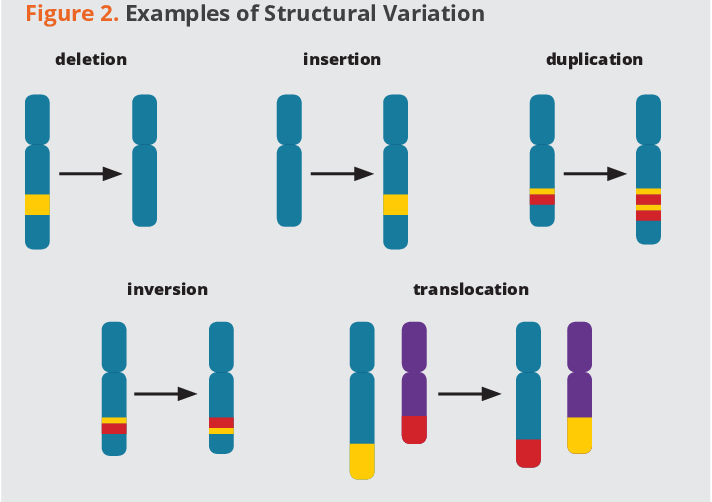 Figure 2. Examples of Structural Variation
deletion
insertion
duplication
inversion
translocation